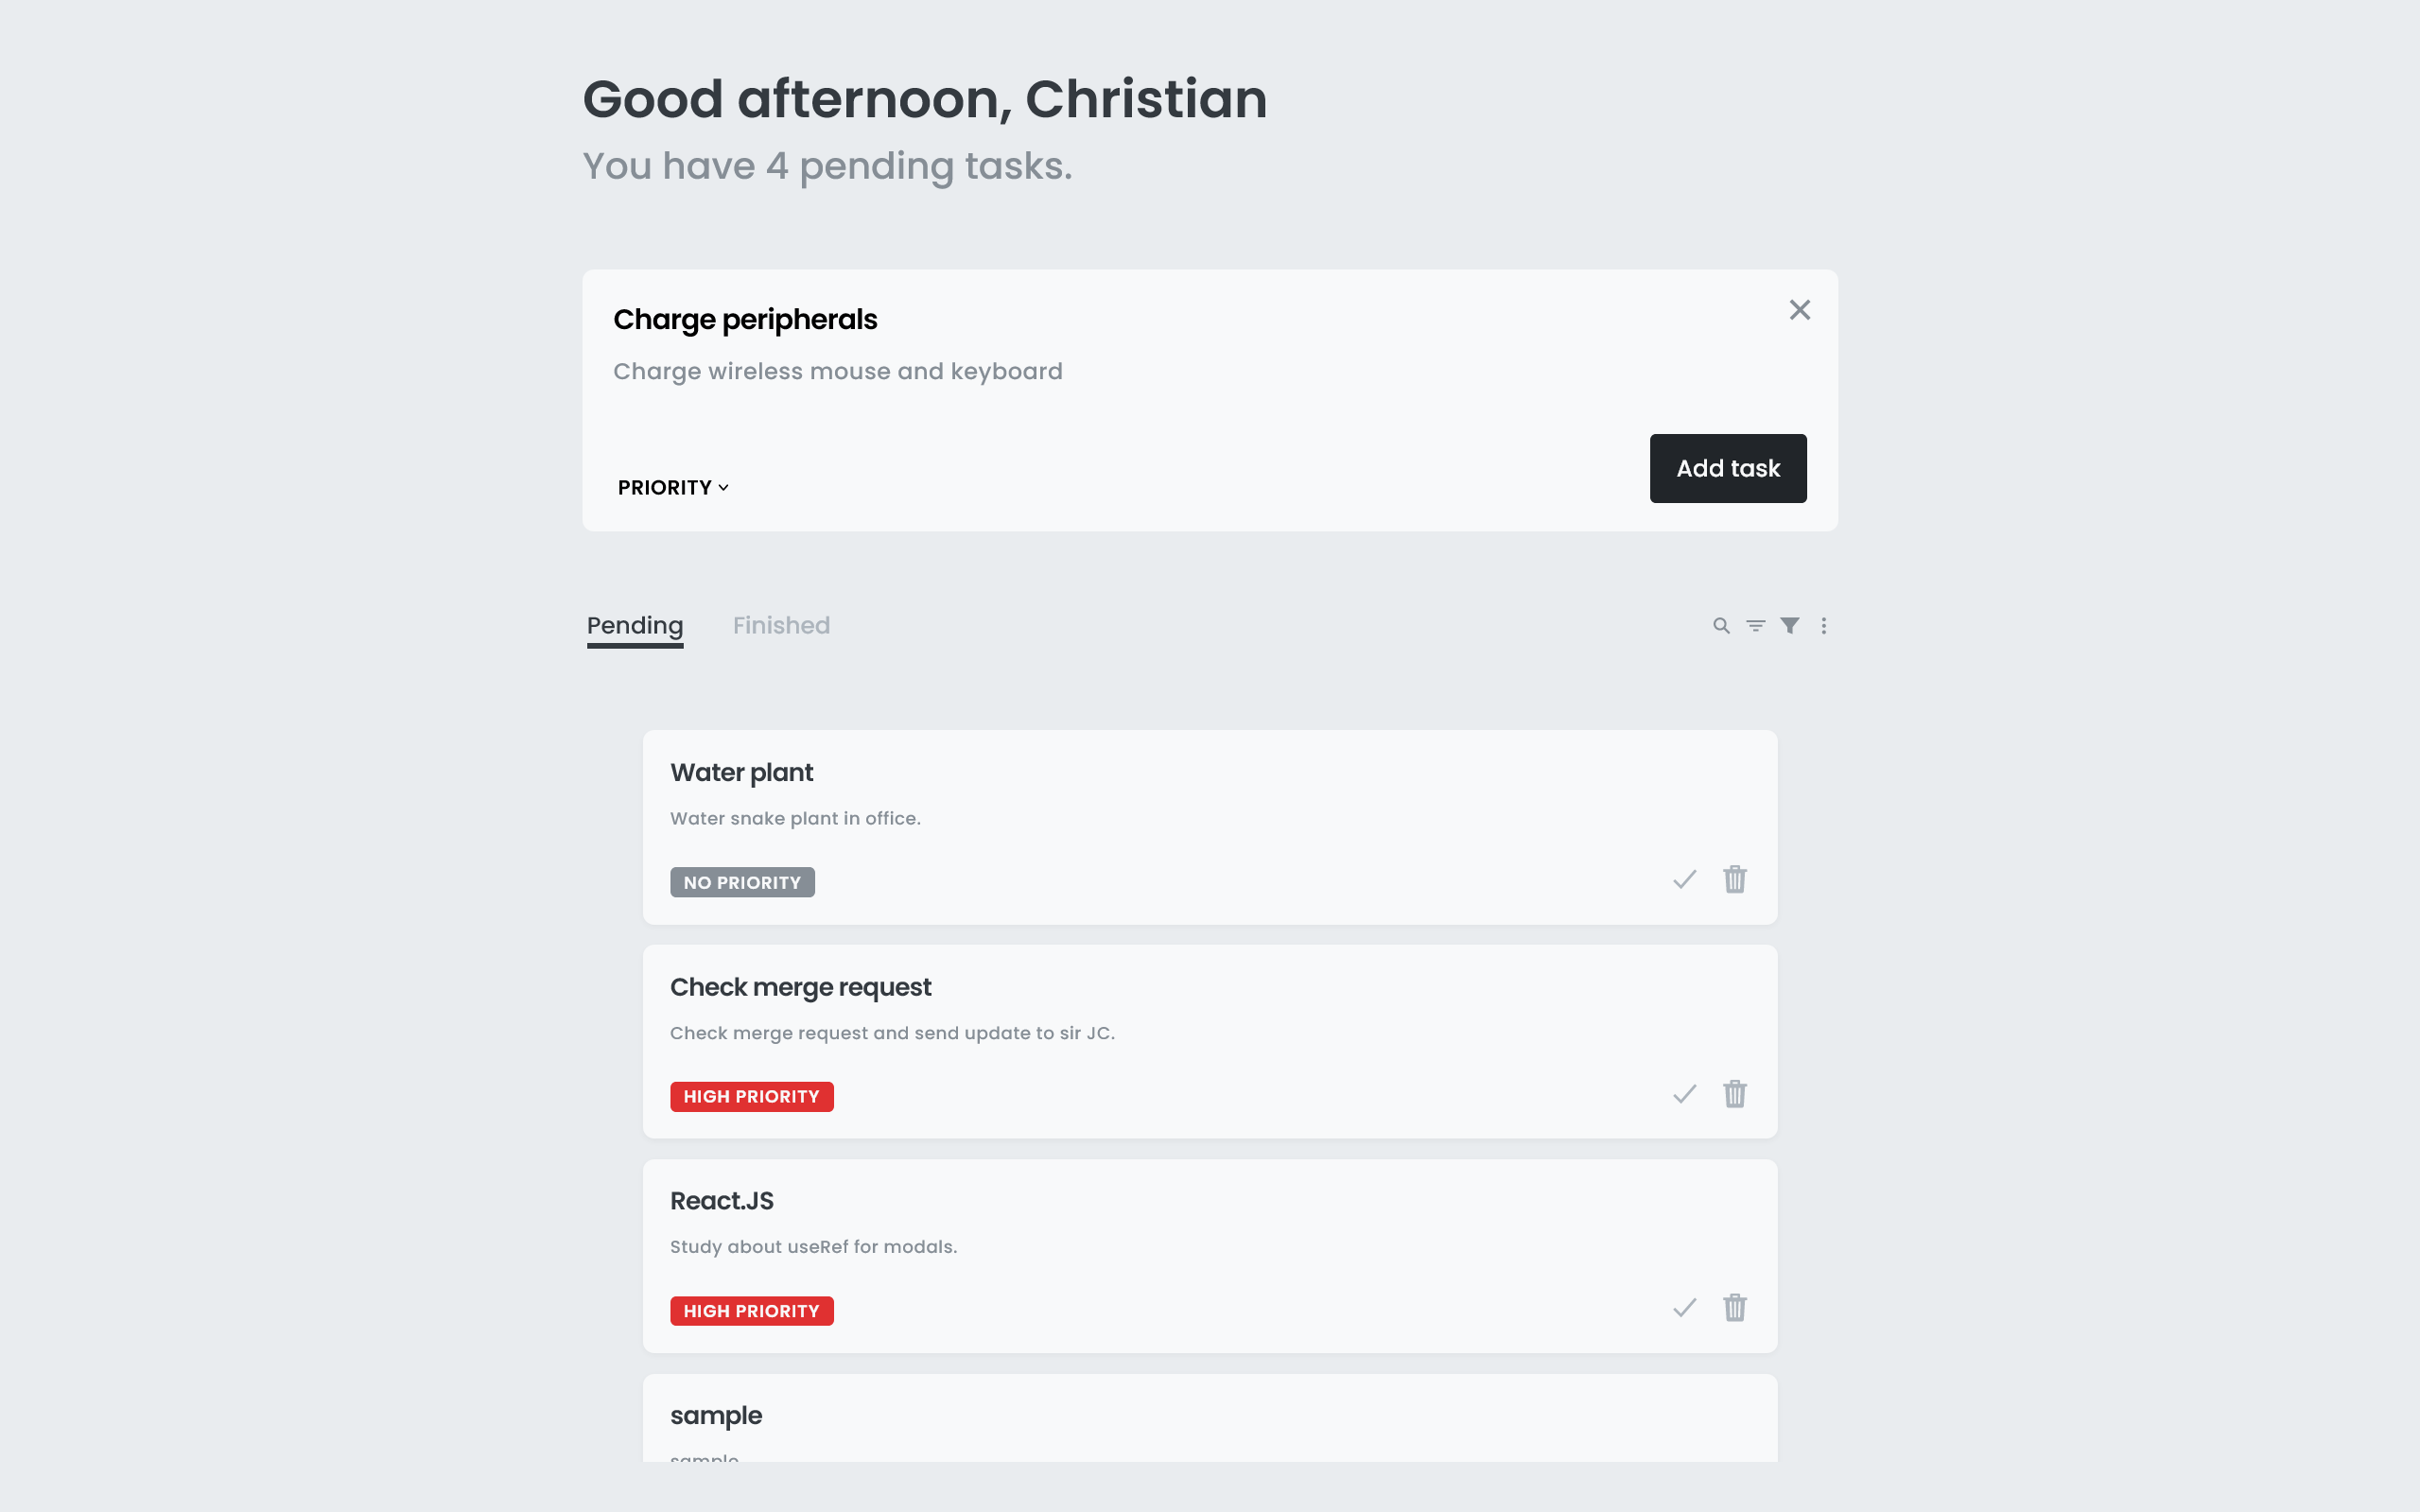 Good afternoon, Christian
You have 4 pending tasks.
Charge peripherals
Charge wireless mouse and keyboard
PRIORITY
Add task
Pending
Finished
Water plant
Water snake plant in office.
NO PRIORITY
Check merge request
Check merge request and send update to sir JC.
HIGH PRIORITY
React.JS
Study about useRef for modals.
HIGH PRIORITY
sample
sample